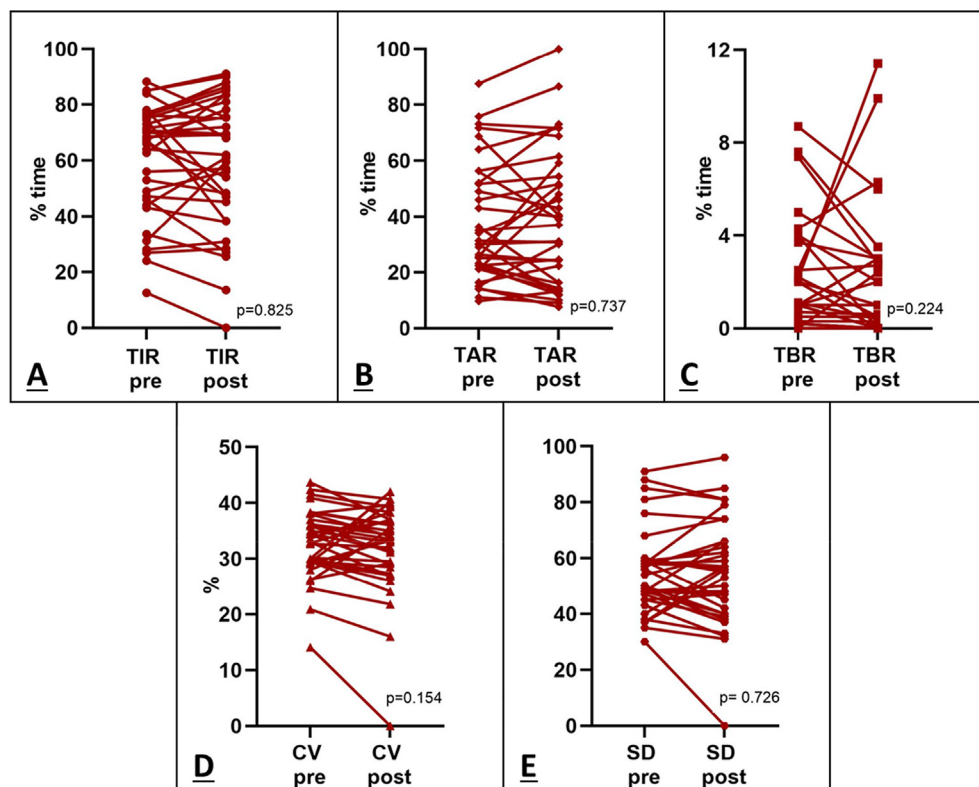 100
80
60
40
20
0
% time
TIR
pre
TIR
post
p=0.825
A
100
80
60
40
20
0
% time
TAR
pre
TAR
post
p=0.737
B
12
8
4
0
% time
TBR
pre
TBR
post
p=0.224
C
50
40
30
20
10
0
%
CV
pre
CV
post
p=0.154
D
100
80
60
40
20
0
SD
pre
SD
post
p= 0.726
E